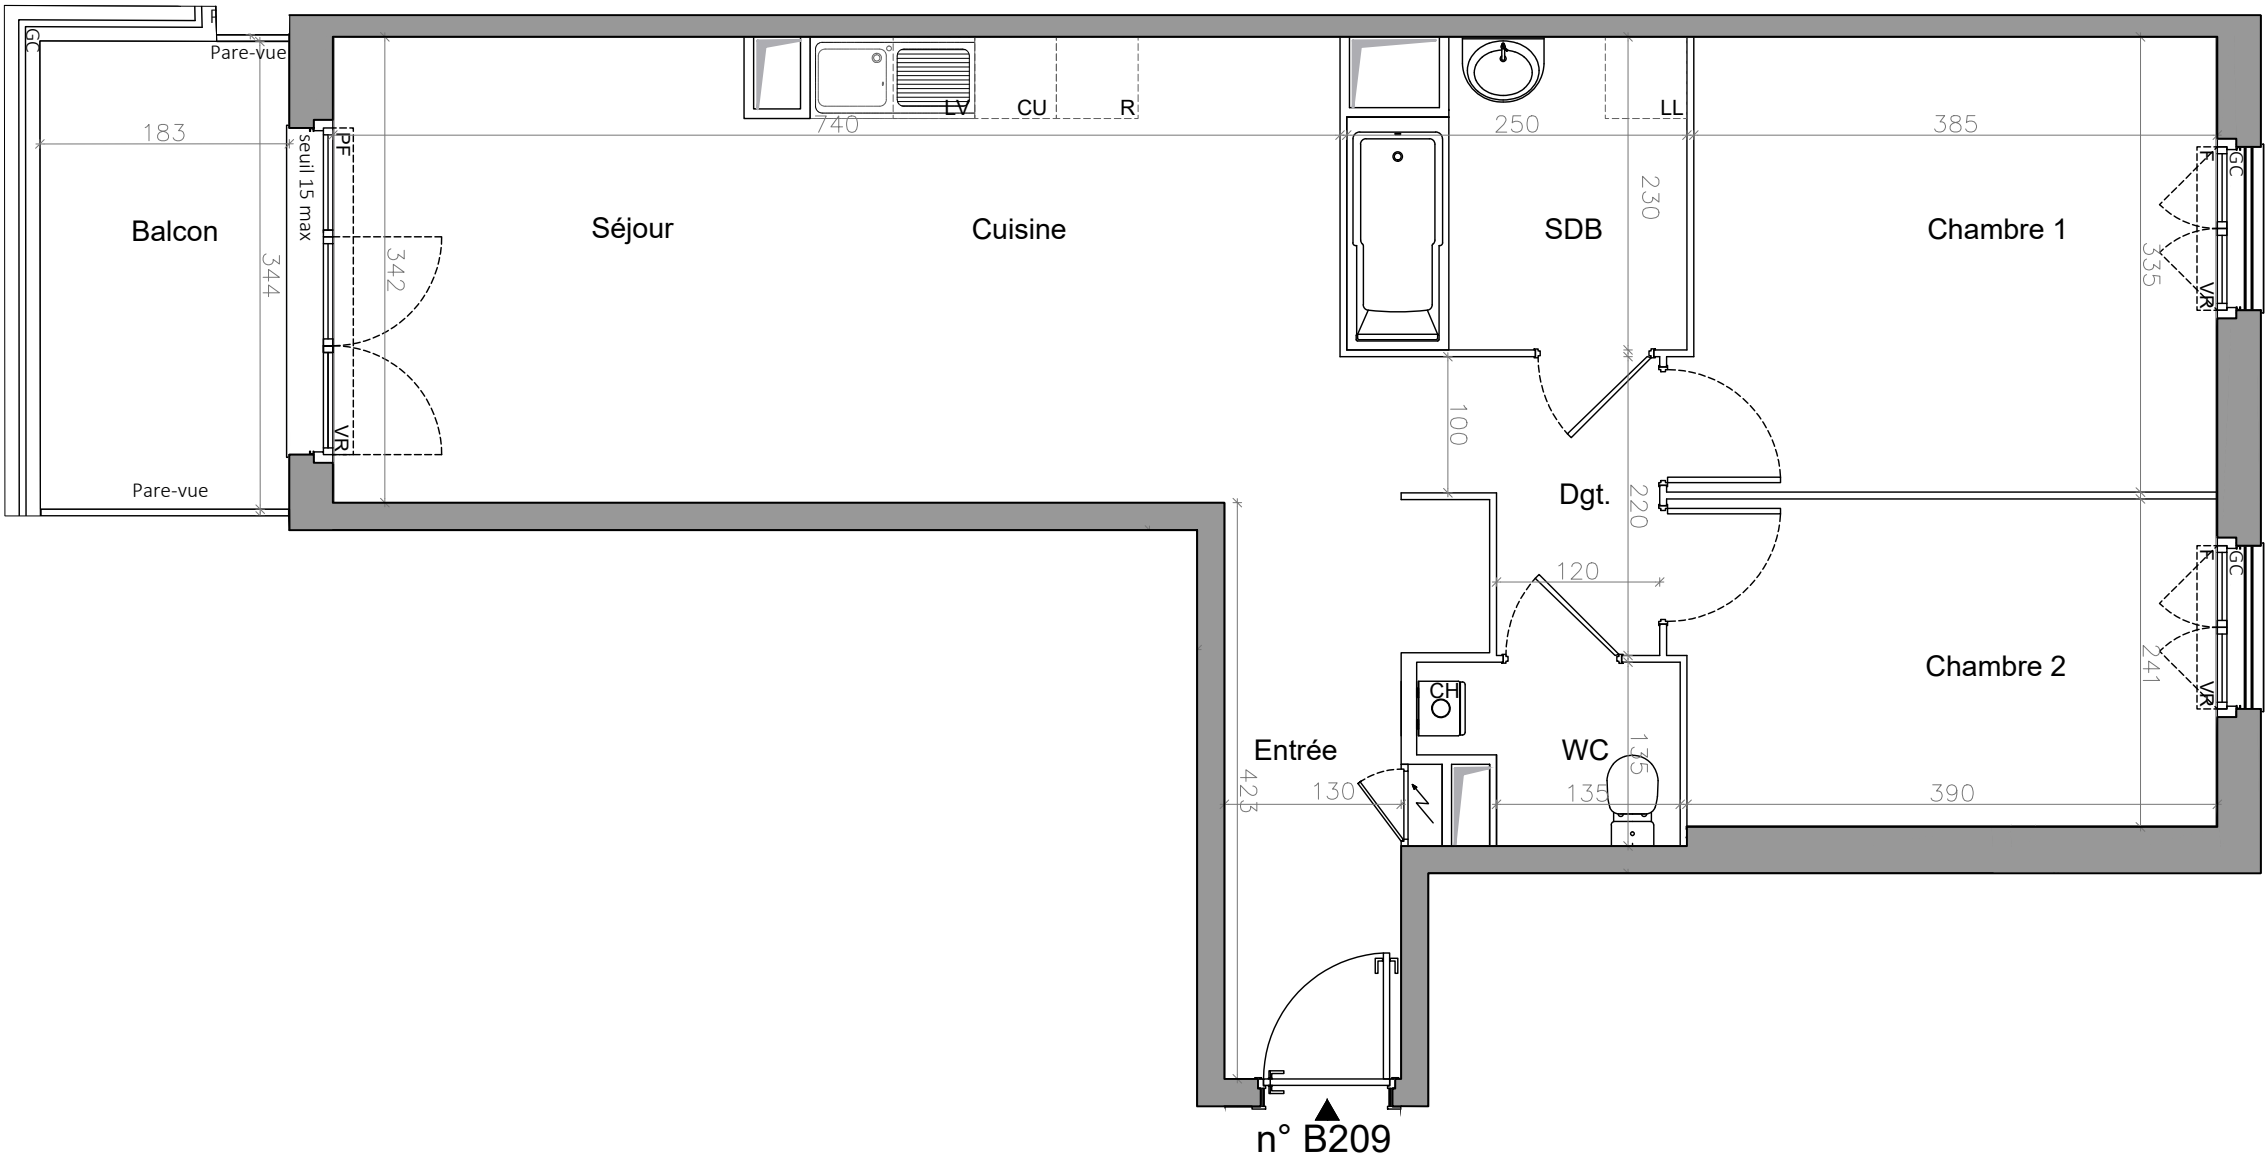 GC
P
Pare-vue
LV
CU
R
LL
183
740
250
385
PF
seuil 15 max
F
GC
230
Balcon
Séjour
Cuisine
SDB
Chambre 1
344
342
335
VR
VR
100
Pare-vue
Dgt.
220
120
F
GC
241
Chambre 2
CH
VR
Entrée
WC
135
423
130
135
390
n° B209